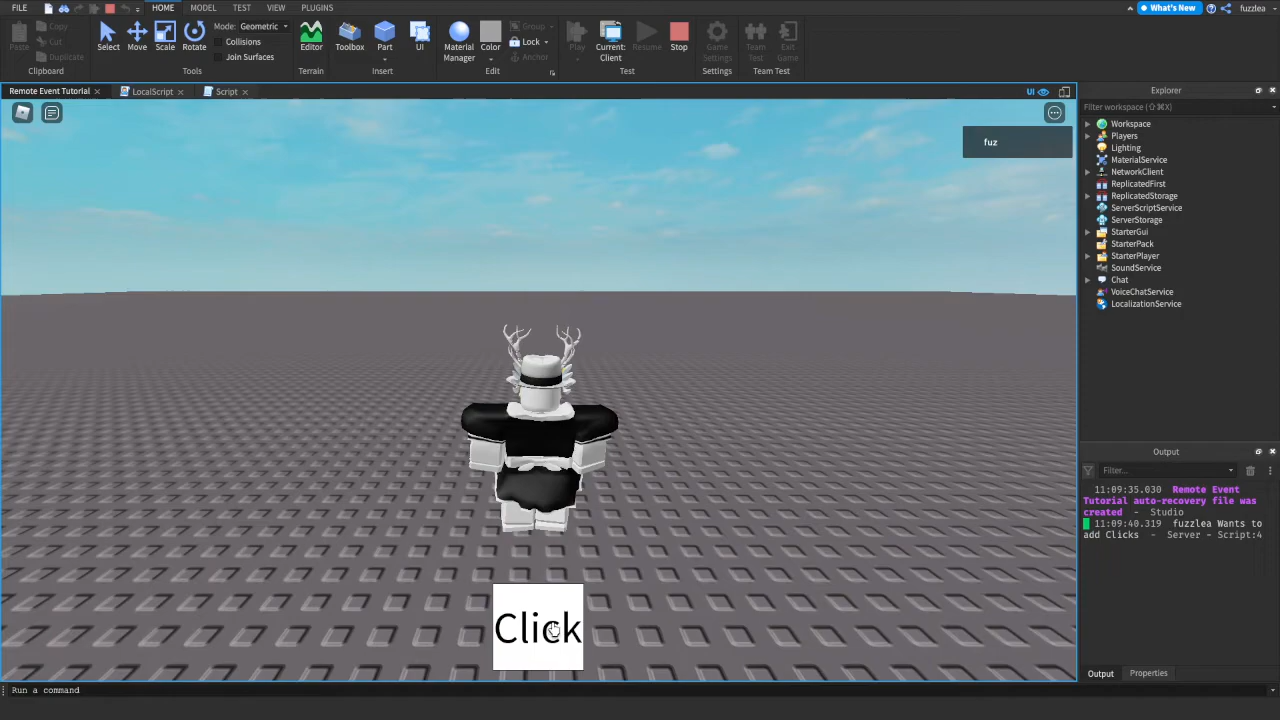 FILE HOME MODEL TEST VIEW PLUGINS What's New fuzzlea
Paste Copy Cut Duplicate Select Move Scale Rotate Mode: Geometric Collisions Join Surfaces Editor Toolbox Part UI Material Manager Color Group Lock Anchor Play Current: Client Resume Stop Game Settings Team Test Exit Game
Clipboard Tools Terrain Insert Edit Test Settings Team Test
Remote Event Tutorial LocalScript Script UI
fuz
Click
Explorer
Filter workspace (⇧⌘X)
Workspace
Players
Lighting
MaterialService
NetworkClient
ReplicatedFirst
ReplicatedStorage
ServerScriptService
ServerStorage
StarterGui
StarterPack
StarterPlayer
SoundService
Chat
VoiceChatService
LocalizationService
Output
Filter...
11:09:35.030 Remote Event
Tutorial auto-recovery file was
created - Studio
11:09:40.319 fuzzlea Wants to
add Clicks - Server - Script:4
Output Properties
Run a command